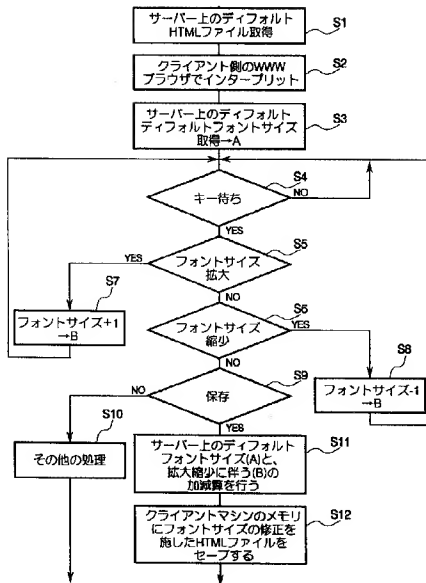 サーバー上のディフォルト
HTMLファイル取得
S1
クライアント側のWWW
ブラウザでインタープリット
S2
サーバー上のディフォルト
ディフォルトフォントサイズ
取得→A
S3
キー待ち
S4
NO
YES
フォントサイズ
拡大
S5
YES
NO
S7
フォントサイズ+1
→B
フォントサイズ
縮少
S6
YES
NO
S8
フォントサイズ-1
→B
保存
S9
NO
YES
S10
その他の処理
サーバー上のディフォルト
フォントサイズ(A)と、
拡大縮少に伴う(B)の
加減算を行う
S11
クライアントマシンのメモリ
にフォントサイズの修正を
施したHTMLファイルを
セーブする
S12